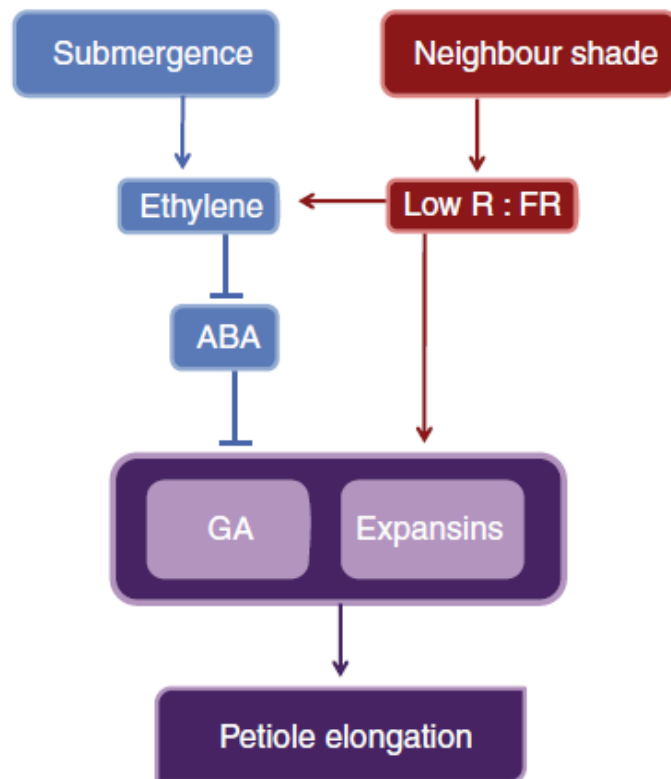 Submergence
Neighbour shade
Ethylene
Low R : FR
ABA
GA
Expansins
Petiole elongation